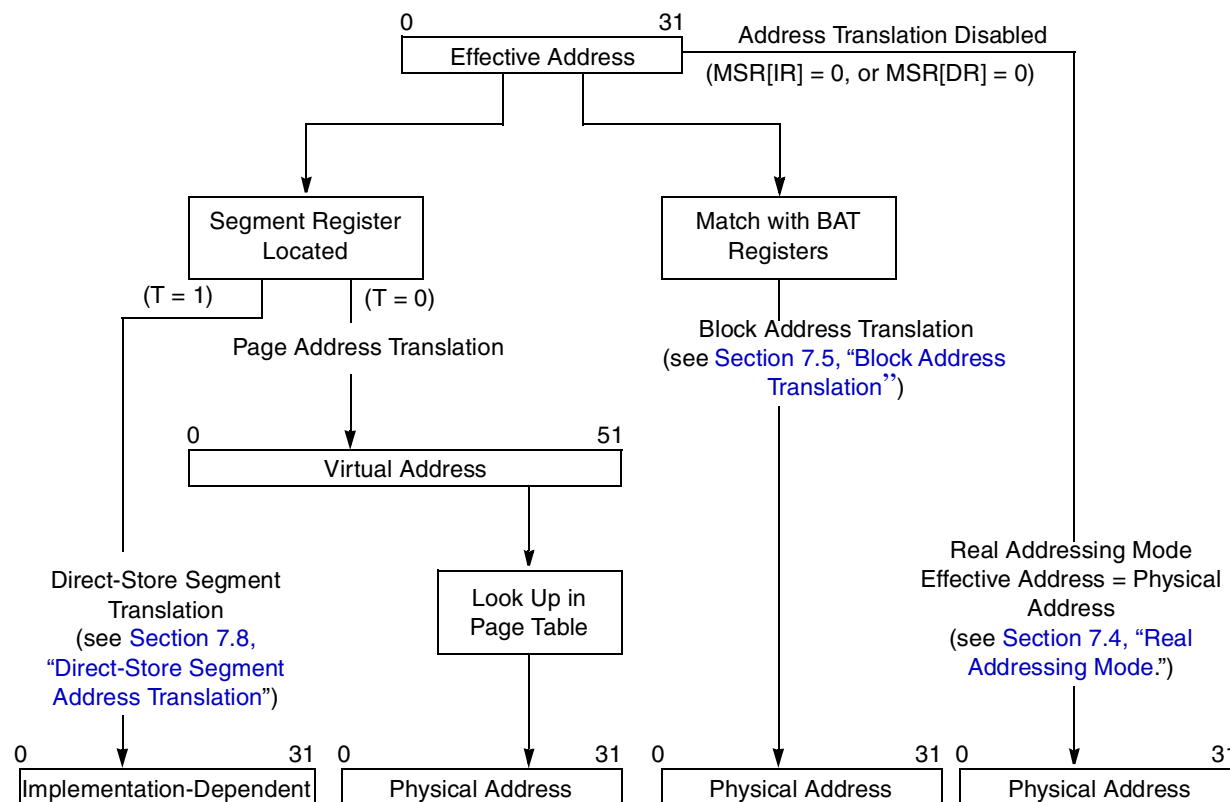 0 31
Effective Address
Address Translation Disabled
(MSR[IR] = 0, or MSR[DR] = 0)
Segment Register
Located
Match with BAT
Registers
(T = 1)
(T = 0)
Page Address Translation
Block Address Translation
(see Section 7.5, “Block Address
Translation”)
0 51
Virtual Address
Look Up in
Page Table
Direct-Store Segment
Translation
(see Section 7.8,
“Direct-Store Segment
Address Translation”)
Real Addressing Mode
Effective Address = Physical
Address
(see Section 7.4, “Real
Addressing Mode.”)
0 31
Implementation-Dependent
0 31
Physical Address
0 31
Physical Address
0 31
Physical Address